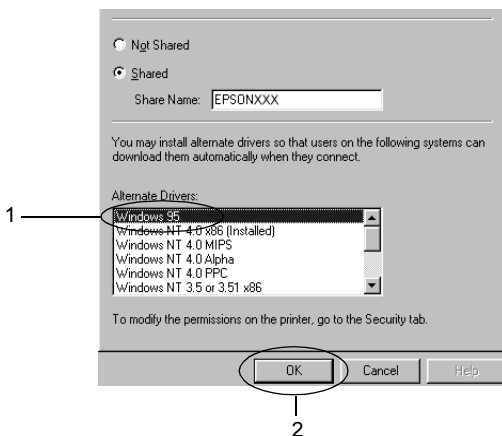 Not Shared
Shared
Share Name: EPSONXXX
You may install alternate drivers so that users on the following systems can
download them automatically when they connect.
Alternate Drivers:
1
Windows 95
Windows NT 4.0 x86 (Installed)
Windows NT 4.0 MIPS
Windows NT 4.0 Alpha
Windows NT 4.0 PPC
Windows NT 3.5 or 3.51 x86
To modify the permissions on the printer, go to the Security tab.
OK Cancel Help
2